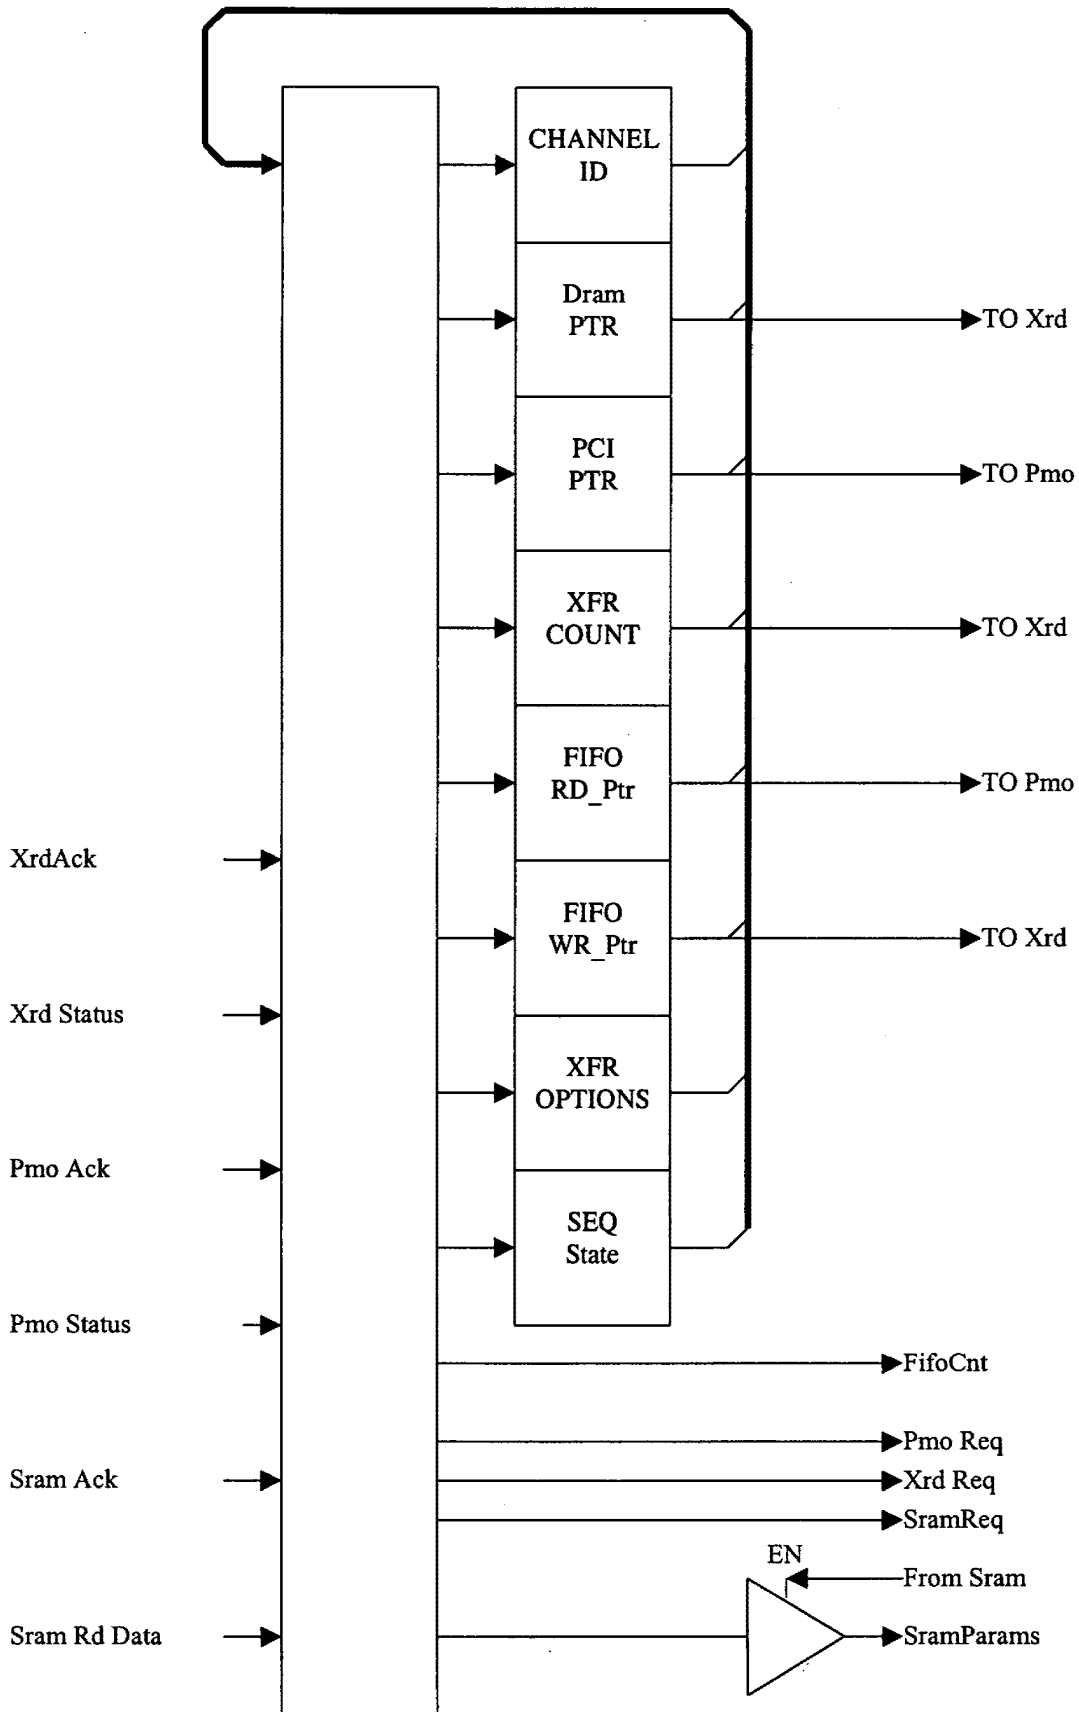 CHANNEL
ID
Dram
PTR
TO Xrd
PCI
PTR
TO Pmo
XFR
COUNT
TO Xrd
FIFO
RD_Ptr
TO Pmo
XrdAck
FIFO
WR_Ptr
TO Xrd
Xrd Status
XFR
OPTIONS
Pmo Ack
SEQ
State
Pmo Status
FifoCnt
Pmo Req
Sram Ack
Xrd Req
SramReq
EN
From Sram
Sram Rd Data
SramParams